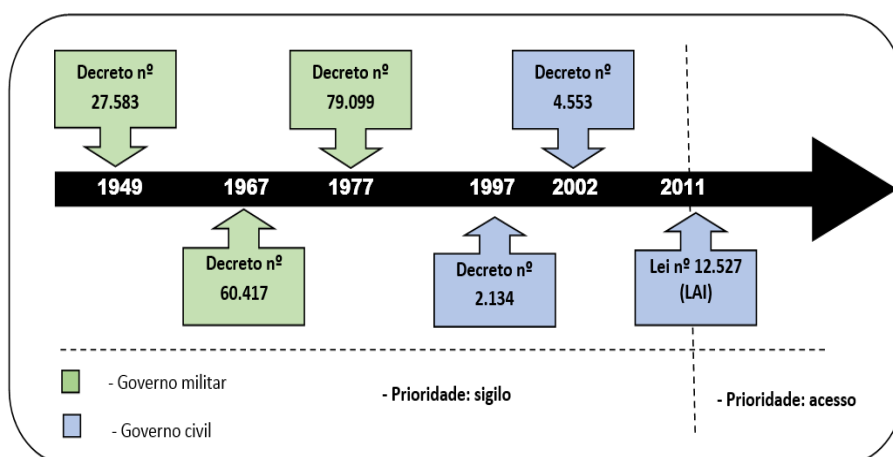 Decreto nº
27.583
Decreto nº
79.099
Decreto nº
4.553
1949
1967
1977
1997
2002
2011
Decreto nº
60.417
Decreto nº
2.134
Lei nº 12.527
(LAI)
- Governo militar
- Governo civil
- Prioridade: sigilo
- Prioridade: acesso